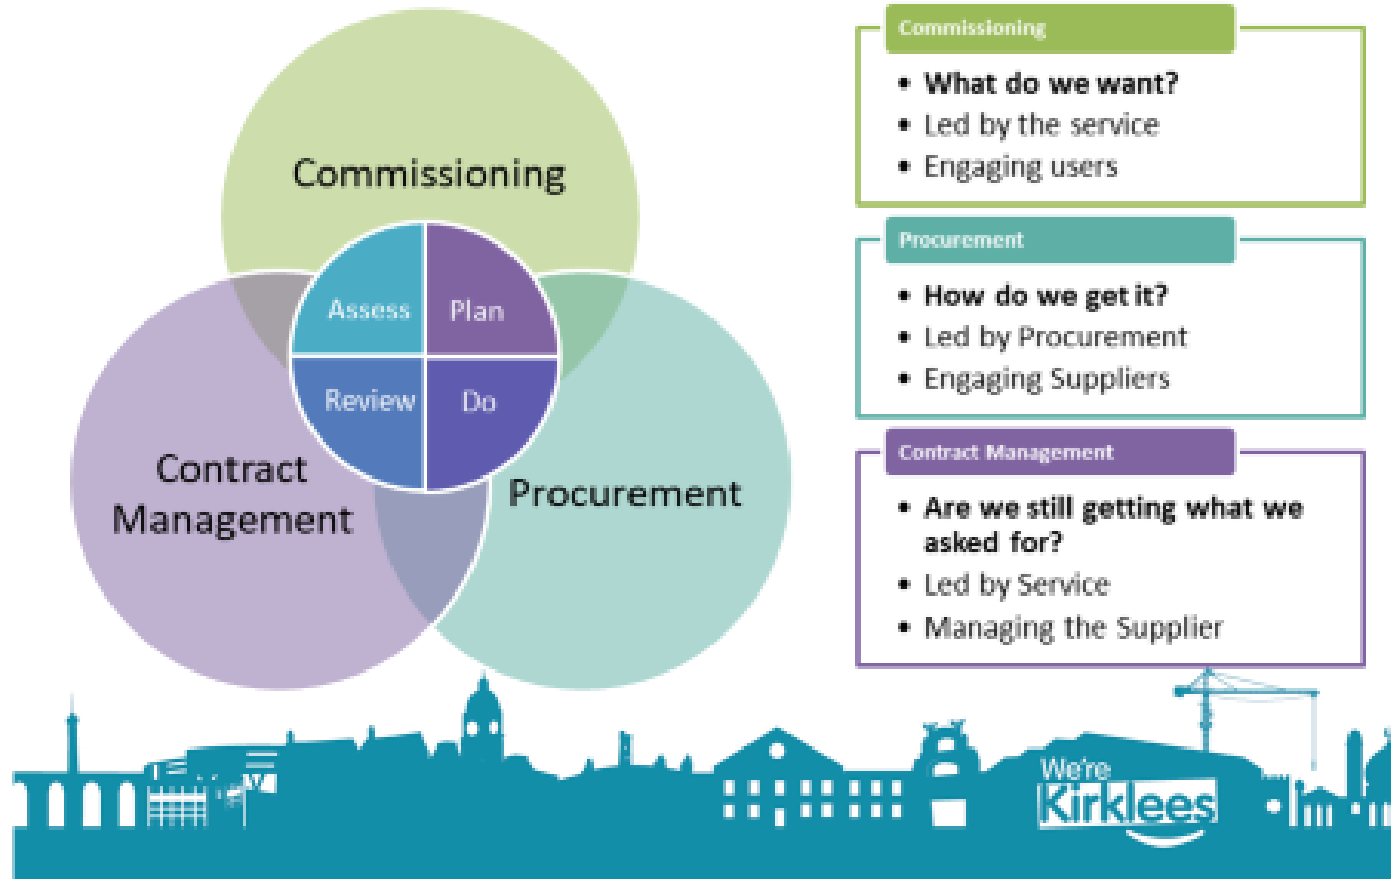 Commissioning
Assess
Plan
Review
Do
Contract
Management
Procurement
Commissioning
• What do we want?
• Led by the service
• Engaging users
Procurement
• How do we get it?
• Led by Procurement
• Engaging Suppliers
Contract Management
• Are we still getting what we
asked for?
• Led by Service
• Managing the Supplier
We're
Kirklees